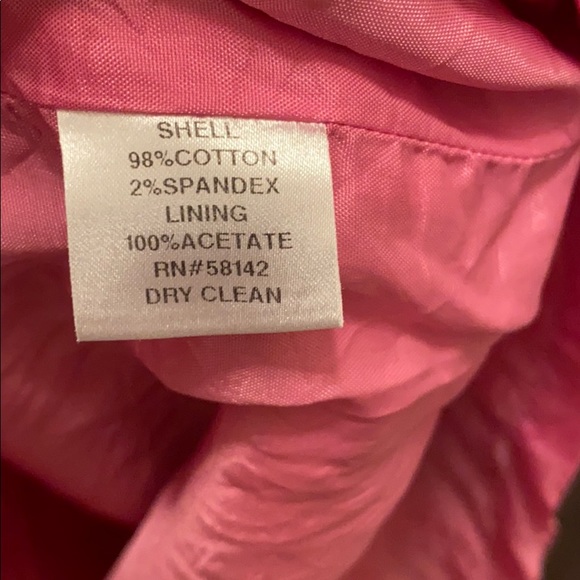 SHELL
98%COTTON
2%SPANDEX
LINING
100%ACETATE
RN#58142
DRY CLEAN